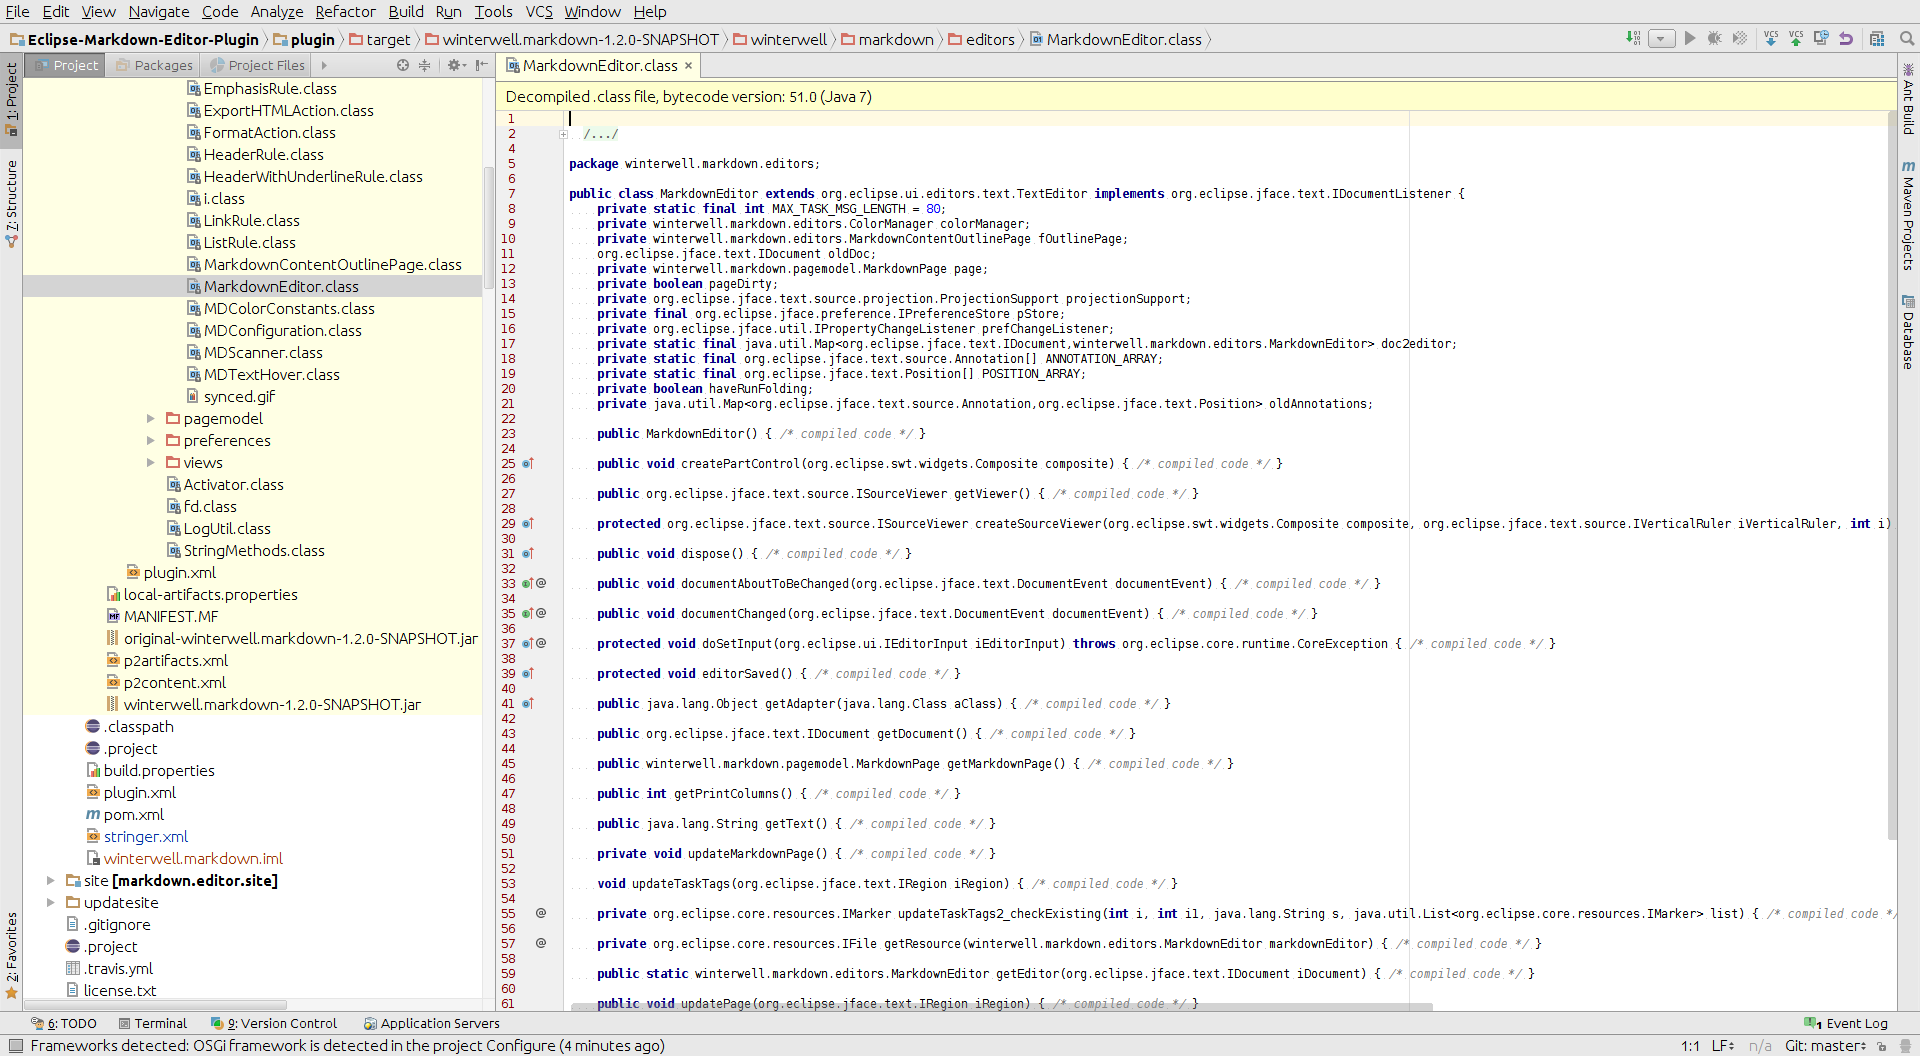 File Edit View Navigate Code Analyze Refactor Build Run Tools VCS Window Help
Eclipse-Markdown-Editor-Plugin plugin target winterwell.markdown-1.2.0-SNAPSHOT winterwell markdown editors MarkdownEditor.class
Project Packages Project Files
MarkdownEditor.class
Decompiled .class file, bytecode version: 51.0 (Java 7)
1: Project
7: Structure
2: Favorites
EmphasisRule.class
ExportHTMLAction.class
FormatAction.class
HeaderRule.class
HeaderWithUnderlineRule.class
i.class
LinkRule.class
ListRule.class
MarkdownContentOutlinePage.class
MarkdownEditor.class
MDColorConstants.class
MDConfiguration.class
MDScanner.class
MDTextHover.class
synced.gif
pagemodel
preferences
views
Activator.class
fd.class
LogUtil.class
StringMethods.class
plugin.xml
local-artifacts.properties
MANIFEST.MF
original-winterwell.markdown-1.2.0-SNAPSHOT.jar
p2artifacts.xml
p2content.xml
winterwell.markdown-1.2.0-SNAPSHOT.jar
.classpath
.project
build.properties
plugin.xml
pom.xml
stringer.xml
winterwell.markdown.iml
site [markdown.editor.site]
updatesite
.gitignore
.project
.travis.yml
license.txt
1
2 /.../
4
5 package winterwell.markdown.editors;
6
7 public class MarkdownEditor extends org.eclipse.ui.editors.text.TextEditor implements org.eclipse.jface.text.IDocumentListener {
8 private static final int MAX_TASK_MSG_LENGTH = 80;
9 private winterwell.markdown.editors.ColorManager colorManager;
10 private winterwell.markdown.editors.MarkdownContentOutlinePage fOutlinePage;
11 org.eclipse.jface.text.IDocument oldDoc;
12 private winterwell.markdown.pagemodel.MarkdownPage page;
13 private boolean pageDirty;
14 private org.eclipse.jface.text.source.projection.ProjectionSupport projectionSupport;
15 private final org.eclipse.jface.preference.IPreferenceStore pStore;
16 private org.eclipse.jface.util.IPropertyChangeListener prefChangeListener;
17 private static final java.util.Map<org.eclipse.jface.text.IDocument,winterwell.markdown.editors.MarkdownEditor> doc2editor;
18 private static final org.eclipse.jface.text.source.Annotation[] ANNOTATION_ARRAY;
19 private static final org.eclipse.jface.text.Position[] POSITION_ARRAY;
20 private boolean haveRunFolding;
21 private java.util.Map<org.eclipse.jface.text.source.Annotation,org.eclipse.jface.text.Position> oldAnnotations;
22
23 public MarkdownEditor() { /* compiled code */ }
24
25 public void createPartControl(org.eclipse.swt.widgets.Composite composite) { /* compiled code */ }
26
27 public org.eclipse.jface.text.source.ISourceViewer getViewer() { /* compiled code */ }
28
29 protected org.eclipse.jface.text.source.ISourceViewer createSourceViewer(org.eclipse.swt.widgets.Composite composite, org.eclipse.jface.text.source.IVerticalRuler iVerticalRuler, int i)
30
31 public void dispose() { /* compiled code */ }
32
33 @ public void documentAboutToBeChanged(org.eclipse.jface.text.DocumentEvent documentEvent) { /* compiled code */ }
34
35 @ public void documentChanged(org.eclipse.jface.text.DocumentEvent documentEvent) { /* compiled code */ }
36
37 @ protected void doSetInput(org.eclipse.ui.IEditorInput iEditorInput) throws org.eclipse.core.runtime.CoreException { /* compiled code */ }
38
39 protected void editorSaved() { /* compiled code */ }
40
41 public java.lang.Object getAdapter(java.lang.Class aClass) { /* compiled code */ }
42
43 public org.eclipse.jface.text.IDocument getDocument() { /* compiled code */ }
44
45 public winterwell.markdown.pagemodel.MarkdownPage getMarkdownPage() { /* compiled code */ }
46
47 public int getPrintColumns() { /* compiled code */ }
48
49 public java.lang.String getText() { /* compiled code */ }
50
51 private void updateMarkdownPage() { /* compiled code */ }
52
53 void updateTaskTags(org.eclipse.jface.text.IRegion iRegion) { /* compiled code */ }
54
55 @ private org.eclipse.core.resources.IMarker updateTaskTags2_checkExisting(int i, int i1, java.lang.String s, java.util.List<org.eclipse.core.resources.IMarker> list) { /* compiled code */
56
57 @ private org.eclipse.core.resources.IFile getResource(winterwell.markdown.editors.MarkdownEditor markdownEditor) { /* compiled code */ }
58
59 public static winterwell.markdown.editors.MarkdownEditor getEditor(org.eclipse.jface.text.IDocument iDocument) { /* compiled code */ }
60
61 public void updatePage(org.eclipse.jface.text.IRegion iRegion) { /* compiled code */ }
Ant Build
Maven Projects
Database
6: TODO Terminal 9: Version Control Application Servers 1 Event Log
Frameworks detected: OSGi framework is detected in the project Configure (4 minutes ago) 1:1 LF n/a Git: master